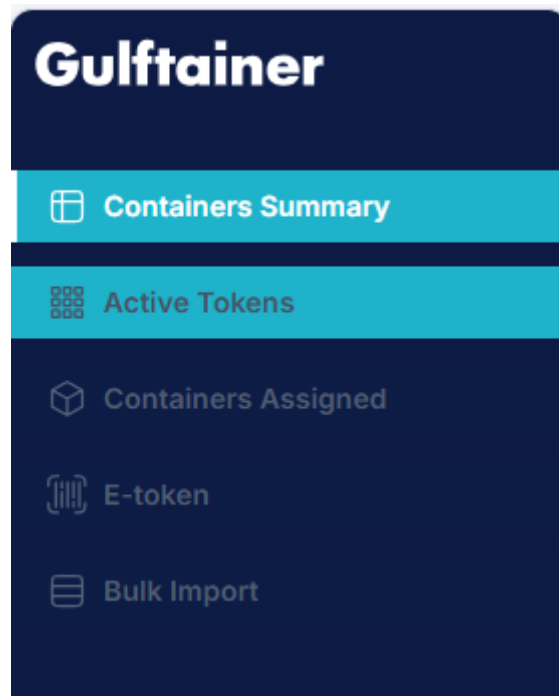 Gulftainer
Containers Summary
Active Tokens
Containers Assigned
E-token
Bulk Import